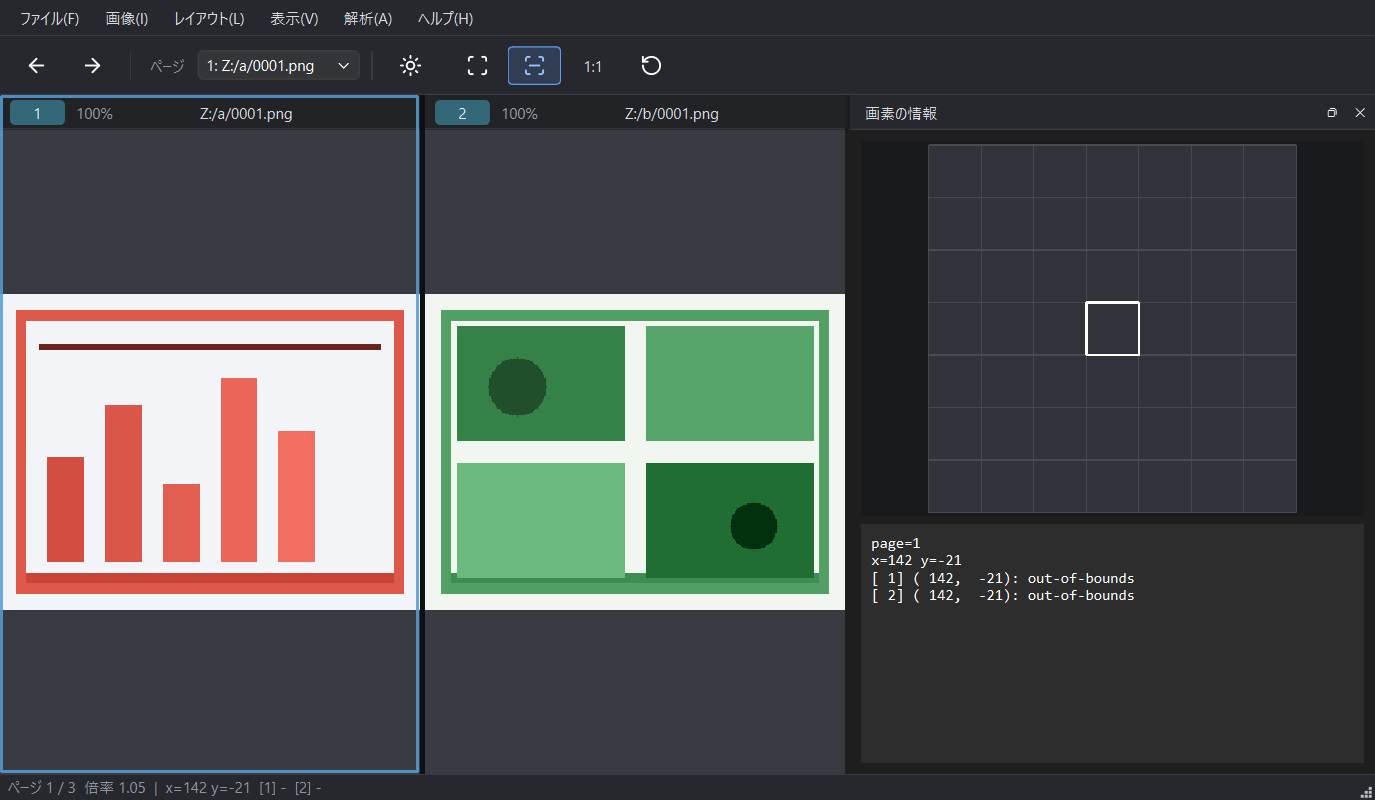 ファイル(F) 画像(I) レイアウト(L) 表示(V) 解析(A) ヘルプ(H)
ページ 1: Z:/a/0001.png 1:1
1 100% Z:/a/0001.png
2 100% Z:/b/0001.png
画素の情報
page=1
x=142 y=-21
[ 1] ( 142,  -21): out-of-bounds
[ 2] ( 142,  -21): out-of-bounds
ページ 1 / 3 倍率 1.05 | x=142 y=-21 [1] - [2] -